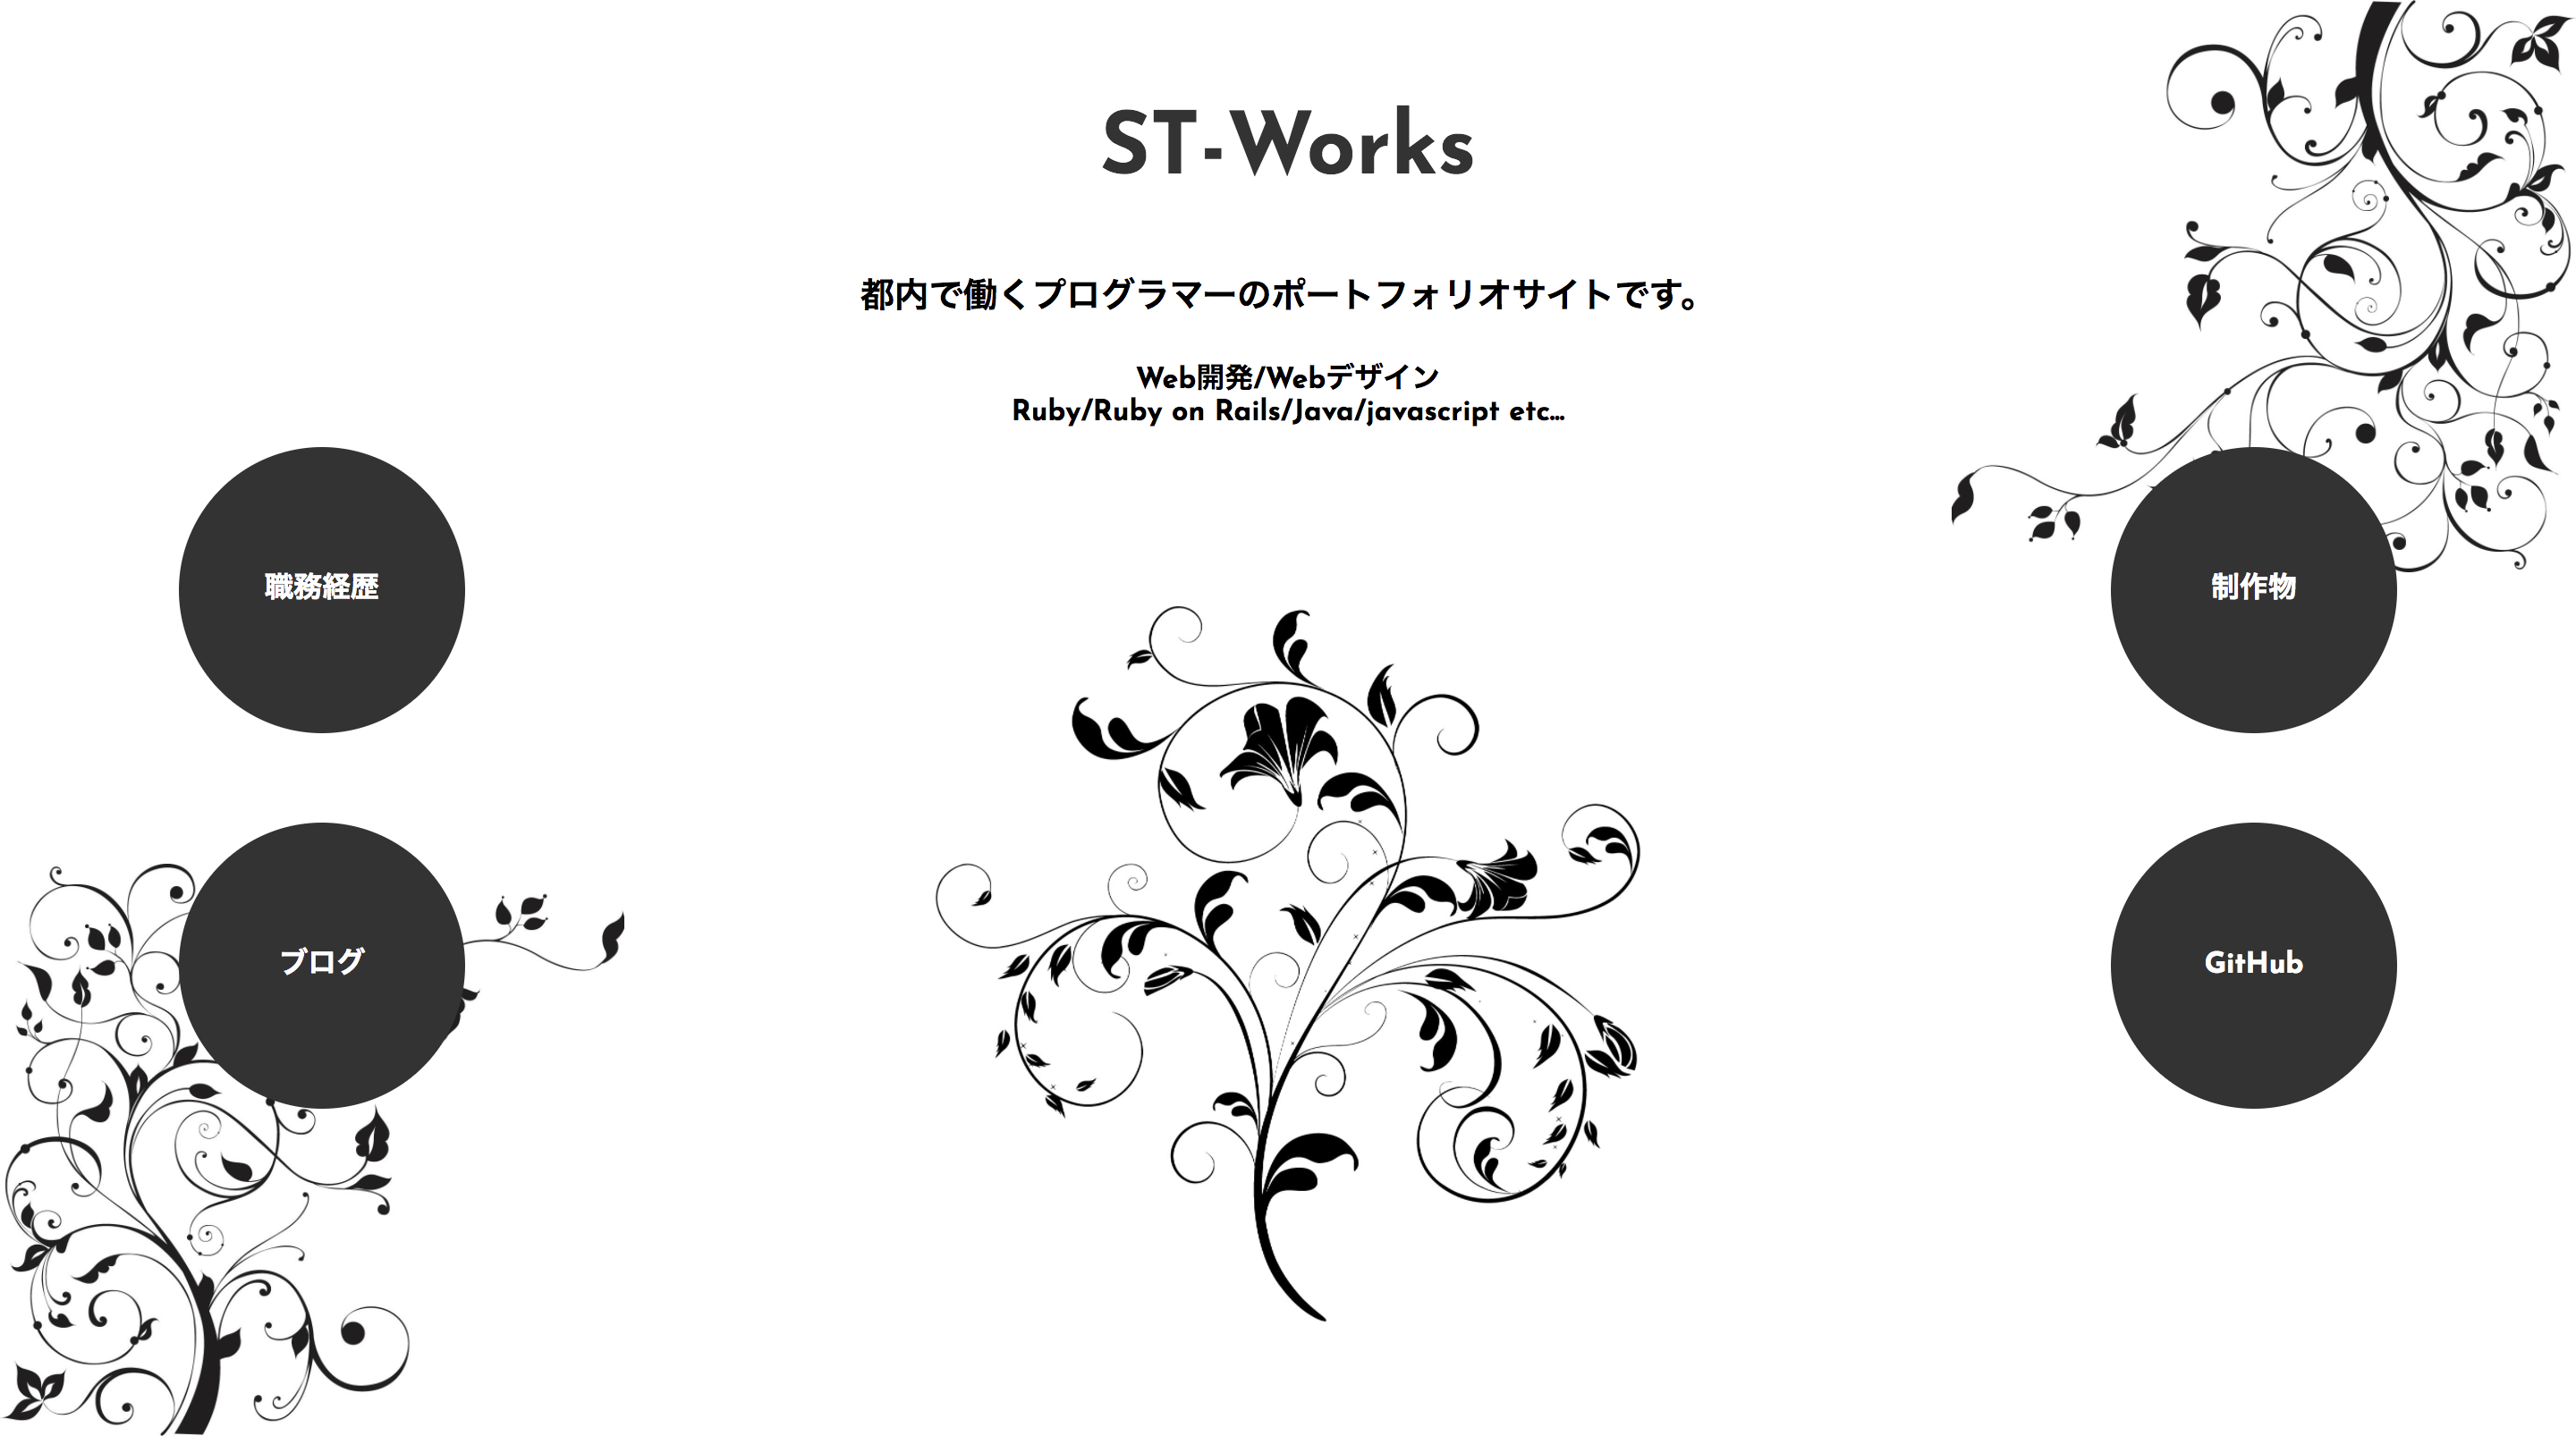 ST-Works
都内で働くプログラマーのポートフォリオサイトです。
Web開発/Webデザイン
Ruby/Ruby on Rails/Java/javascript etc...
職務経歴
制作物
ブログ
GitHub